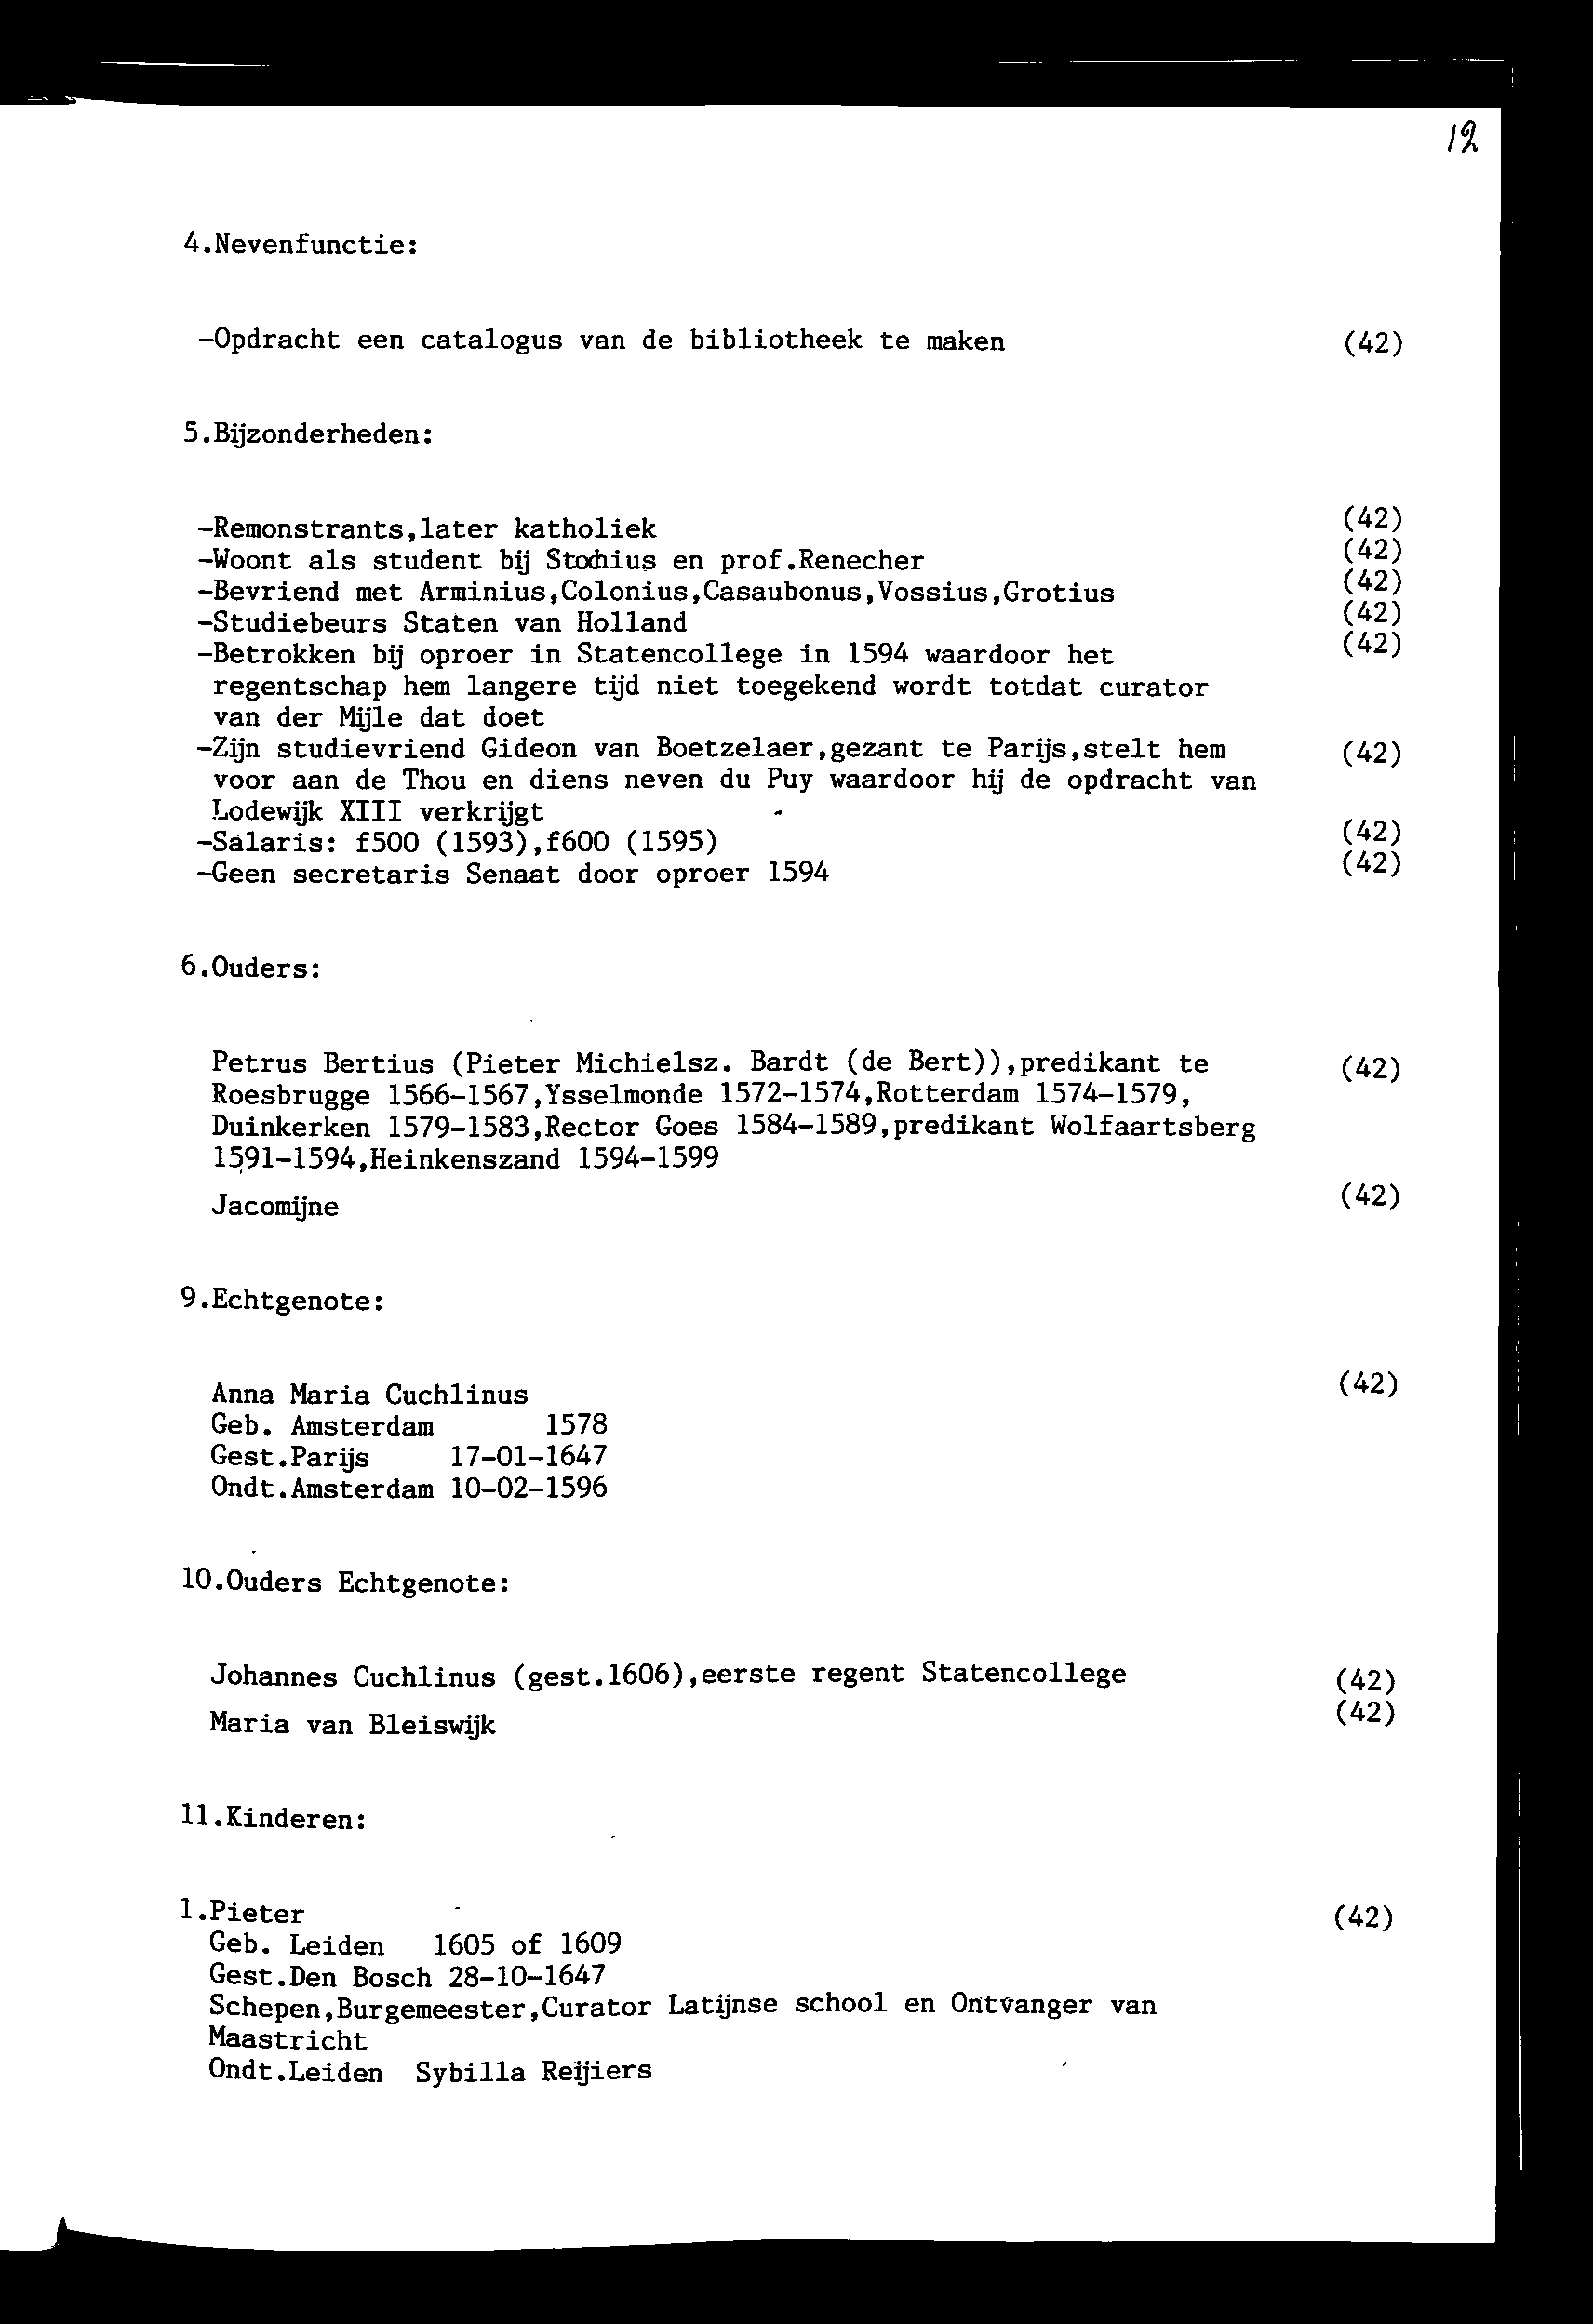 12
4.Nevenfunctie:
-Opdracht een catalogus van de bibliotheek te maken (42)
5.Bijzonderheden:
-Remonstrants,later katholiek (42)
-Woont als student bij Stochius en prof.Renecher (42)
-Bevriend met Arminius,Colonius,Casaubonus,Vossius,Grotius (42)
-Studiebeurs Staten van Holland (42)
-Betrokken bij oproer in Statencollege in 1594 waardoor het (42)
regentschap hem langere tijd niet toegekend wordt totdat curator
van der Mijle dat doet
-Zijn studievriend Gideon van Boetzelaer,gezant te Parijs,stelt hem (42)
voor aan de Thou en diens neven du Puy waardoor hij de opdracht van
Lodewijk XIII verkrijgt
-Salaris: f500 (1593),f600 (1595) (42)
-Geen secretaris Senaat door oproer 1594 (42)
6.Ouders:
Petrus Bertius (Pieter Michielsz. Bardt (de Bert)),predikant te (42)
Roesbrugge 1566-1567,Ysselmonde 1572-1574,Rotterdam 1574-1579,
Duinkerken 1579-1583,Rector Goes 1584-1589,predikant Wolfaartsberg
1591-1594,Heinkenszand 1594-1599
Jacomijne (42)
9.Echtgenote:
Anna Maria Cuchlinus (42)
Geb. Amsterdam 1578
Gest.Parijs 17-01-1647
Ondt.Amsterdam 10-02-1596
10.Ouders Echtgenote:
Johannes Cuchlinus (gest.1606),eerste regent Statencollege (42)
Maria van Bleiswijk (42)
11.Kinderen:
1.Pieter (42)
Geb. Leiden 1605 of 1609
Gest.Den Bosch 28-10-1647
Schepen,Burgemeester,Curator Latijnse school en Ontvanger van
Maastricht
Ondt.Leiden Sybilla Reijiers